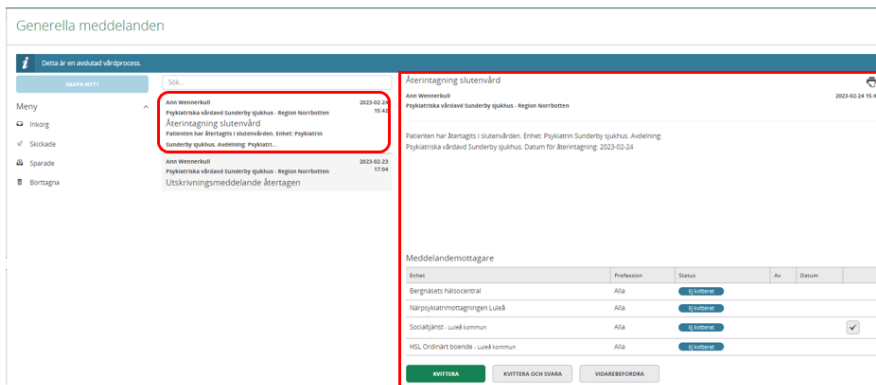 Generella meddelanden
i Detta är en avslutad vårdprocess.
SKAPA NYTT
Meny
Inkorg
Skickade
Sparade
Borttagna
Sök...
Ann Wennerkull 2023-02-24
Psykiatriska vårdavd Sunderby sjukhus - Region Norrbotten 15:42
Återintagning slutenvård
Patienten har återtagits i slutenvården. Enhet: Psykiatrin
Sunderby sjukhus. Avdelning: Psykiatri...
Ann Wennerkull 2023-02-23
Psykiatriska vårdavd Sunderby sjukhus - Region Norrbotten 17:04
Utskrivningsmeddelande återtagen
Återintagning slutenvård
Ann Wennerkull 2023-02-24 15:4
Psykiatriska vårdavd Sunderby sjukhus - Region Norrbotten
Patienten har återtagits i slutenvården. Enhet: Psykiatrin Sunderby sjukhus. Avdelning:
Psykiatriska vårdavd Sunderby sjukhus. Datum för återintagning: 2023-02-24
Meddelandemottagare
Enhet Profession Status Av Datum
Bergnäsets hälsocentral Alla Ej kvitterat
Närpsykiatrimottagningen Luleå Alla Ej kvitterat
Socialtjänst - Luleå kommun Alla Ej kvitterat
HSL Ordinärt boende - Luleå kommun Alla Ej kvitterat
KVITTERA KVITTERA OCH SVARA VIDAREBEFORDRA